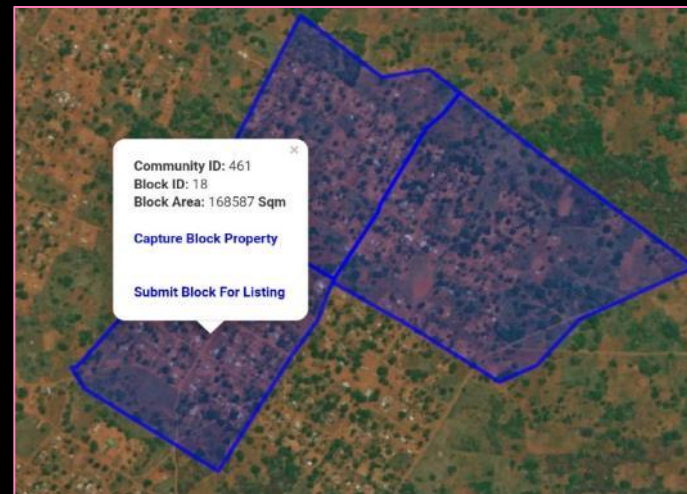 ×
Community ID: 461
Block ID: 18
Block Area: 168587 Sqm
Capture Block Property
Submit Block For Listing